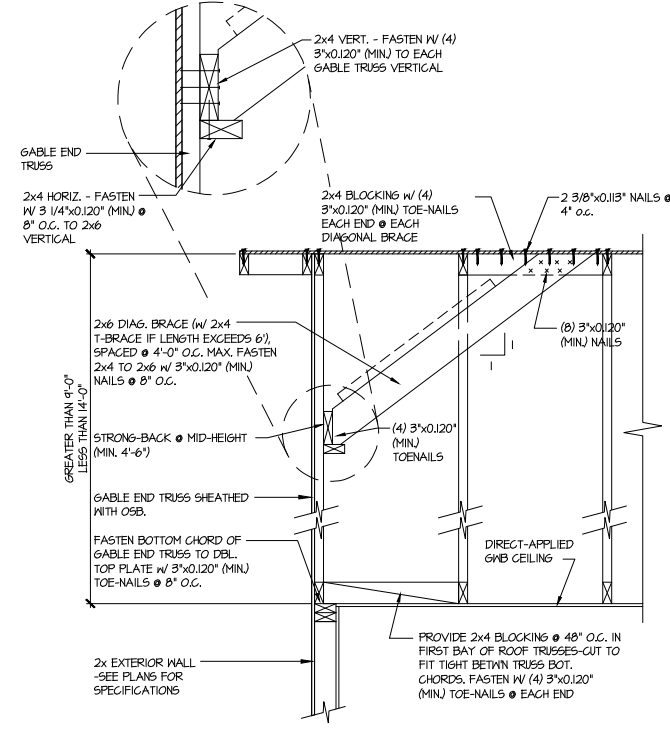 2x4 VERT. - FASTEN W/ (4)
3"x0.120" (MIN.) TO EACH
GABLE TRUSS VERTICAL
GABLE END
TRUSS
2x4 HORIZ. - FASTEN
W/ 3 1/4"x0.120" (MIN.) @
8" O.C. TO 2x6
VERTICAL
2x4 BLOCKING W/ (4)
3"x0.120" (MIN.) TOE-NAILS
EACH END @ EACH
DIAGONAL BRACE
2 3/8"x0.113" NAILS @
4" O.C.
2x6 DIAG. BRACE (W/ 2x4
T-BRACE IF LENGTH EXCEEDS 6'),
SPACED @ 4'-0" O.C. MAX. FASTEN
2x4 TO 2x6 W/ 3"x0.120" (MIN.)
NAILS @ 8" O.C.
(8) 3"x0.120"
(MIN.) NAILS
1
1
GREATER THAN 9'-0"
LESS THAN 14'-0"
STRONG-BACK @ MID-HEIGHT
(MIN. 4'-6")
(4) 3"x0.120"
(MIN.)
TOENAILS
GABLE END TRUSS SHEATHED
WITH OSB.
FASTEN BOTTOM CHORD OF
GABLE END TRUSS TO DBL.
TOP PLATE W/ 3"x0.120" (MIN.)
TOE-NAILS @ 8" O.C.
DIRECT-APPLIED
GWB CEILING
2x EXTERIOR WALL
-SEE PLANS FOR
SPECIFICATIONS
PROVIDE 2x4 BLOCKING @ 48" O.C. IN
FIRST BAY OF ROOF TRUSSES-CUT TO
FIT TIGHT BETW'N TRUSS BOT.
CHORDS. FASTEN W/ (4) 3"x0.120"
(MIN.) TOE-NAILS @ EACH END